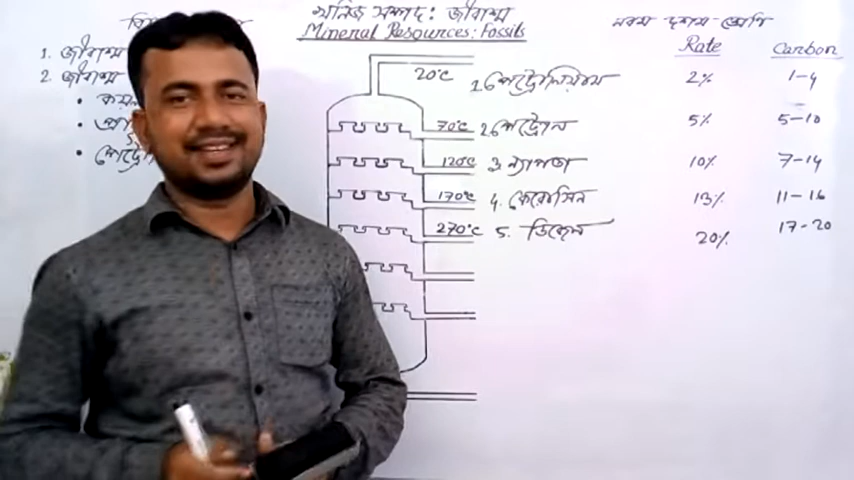 খনিজ সম্পদ: জীবাশ্ম
Mineral Resources: Fossils
নবম দশম শ্রেণি
1. জীবাশ্ম
2. জীবাশ্ম
Rate Carbon
20°C 1. পেট্রোলিয়াম 2% 1-4
70°C 2. পেট্রোল 5% 5-10
120°C 3. ন্যাপথা 10% 7-14
170°C 4. কেরোসিন 13% 11-16
270°C 5. ডিজেল 20% 17-20